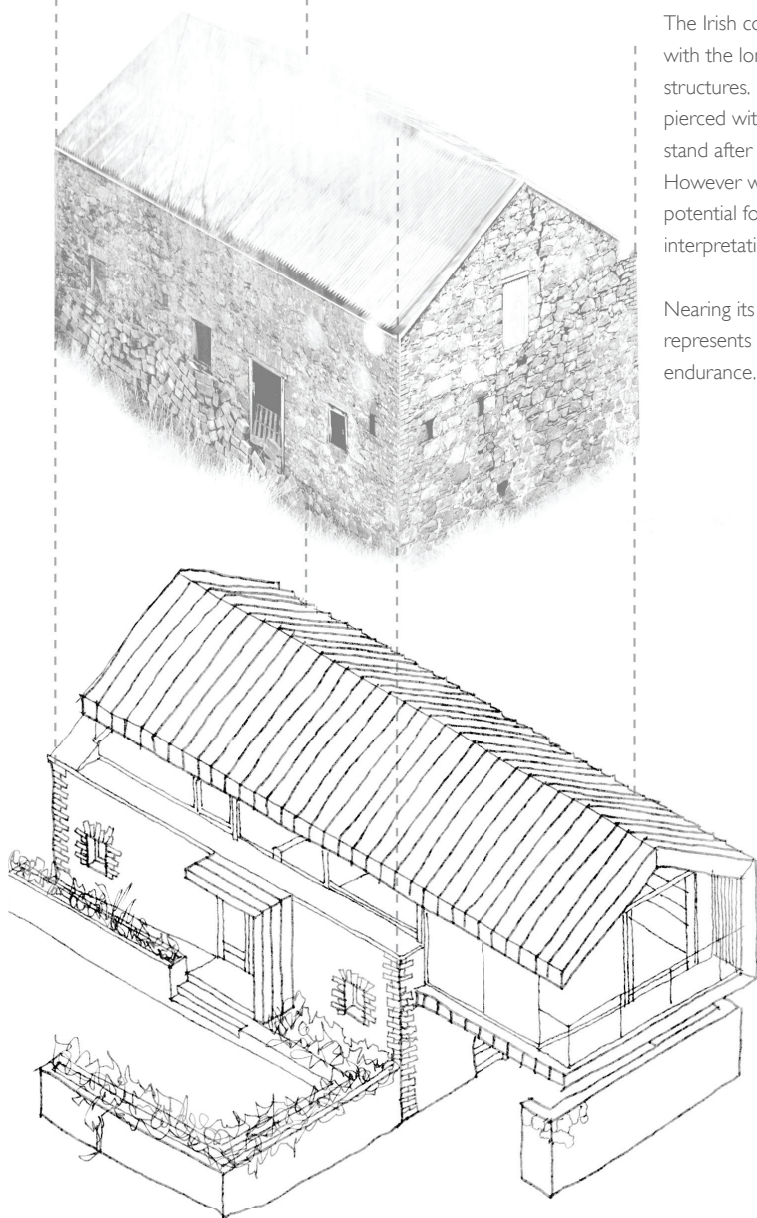 The Irish co
with the lon
structures.
pierced wit
stand after
However w
potential fo
interpretati
Nearing its
represents
endurance.